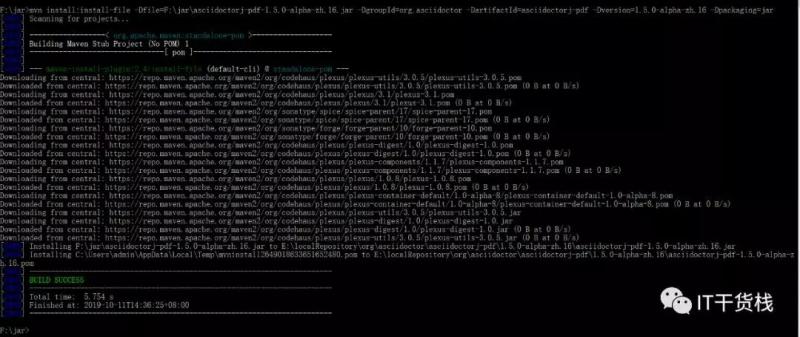 F:\jar>mvn install:install-file -Dfile=F:\jar\asciidoctorj-pdf-1.5.0-alpha-zh.16.jar -DgroupId=org.asciidoctor -DartifactId=asciidoctorj-pdf -Dversion=1.5.0-alpha-zh.16 -Dpackaging=jar
Scanning for projects...
----------------------< org.apache.maven:standalone-pom >-----------------------
Building Maven Stub Project (No POM) 1
--------------------------------[ pom ]---------------------------------
--- maven-install-plugin:2.4:install-file (default-cli) @ standalone-pom ---
Downloading from central: https://repo.maven.apache.org/maven2/org/codehaus/plexus/plexus-utils/3.0.5/plexus-utils-3.0.5.pom
Downloaded from central: https://repo.maven.apache.org/maven2/org/codehaus/plexus/plexus-utils/3.0.5/plexus-utils-3.0.5.pom (0 B at 0 B/s)
Downloading from central: https://repo.maven.apache.org/maven2/org/codehaus/plexus/plexus/3.1/plexus-3.1.pom
Downloaded from central: https://repo.maven.apache.org/maven2/org/codehaus/plexus/plexus/3.1/plexus-3.1.pom (0 B at 0 B/s)
Downloading from central: https://repo.maven.apache.org/maven2/org/sonatype/spice/spice-parent/17/spice-parent-17.pom
Downloaded from central: https://repo.maven.apache.org/maven2/org/sonatype/spice/spice-parent/17/spice-parent-17.pom (0 B at 0 B/s)
Downloading from central: https://repo.maven.apache.org/maven2/org/sonatype/forge/forge-parent/10/forge-parent-10.pom
Downloaded from central: https://repo.maven.apache.org/maven2/org/sonatype/forge/forge-parent/10/forge-parent-10.pom (0 B at 0 B/s)
Downloading from central: https://repo.maven.apache.org/maven2/org/codehaus/plexus/plexus-digest/1.0/plexus-digest-1.0.pom
Downloaded from central: https://repo.maven.apache.org/maven2/org/codehaus/plexus/plexus-digest/1.0/plexus-digest-1.0.pom (0 B at 0 B/s)
Downloading from central: https://repo.maven.apache.org/maven2/org/codehaus/plexus/plexus-components/1.1.7/plexus-components-1.1.7.pom
Downloaded from central: https://repo.maven.apache.org/maven2/org/codehaus/plexus/plexus-components/1.1.7/plexus-components-1.1.7.pom (0 B at 0 B/s)
Downloading from central: https://repo.maven.apache.org/maven2/org/codehaus/plexus/plexus/1.0.8/plexus-1.0.8.pom
Downloaded from central: https://repo.maven.apache.org/maven2/org/codehaus/plexus/plexus/1.0.8/plexus-1.0.8.pom (0 B at 0 B/s)
Downloading from central: https://repo.maven.apache.org/maven2/org/codehaus/plexus/plexus-container-default/1.0-alpha-8/plexus-container-default-1.0-alpha-8.pom
Downloaded from central: https://repo.maven.apache.org/maven2/org/codehaus/plexus/plexus-container-default/1.0-alpha-8/plexus-container-default-1.0-alpha-8.pom (0 B at 0 B/s)
Downloading from central: https://repo.maven.apache.org/maven2/org/codehaus/plexus/plexus-utils/3.0.5/plexus-utils-3.0.5.jar
Downloading from central: https://repo.maven.apache.org/maven2/org/codehaus/plexus/plexus-digest/1.0/plexus-digest-1.0.jar
Downloaded from central: https://repo.maven.apache.org/maven2/org/codehaus/plexus/plexus-digest/1.0/plexus-digest-1.0.jar (0 B at 0 B/s)
Downloaded from central: https://repo.maven.apache.org/maven2/org/codehaus/plexus/plexus-utils/3.0.5/plexus-utils-3.0.5.jar (0 B at 0 B/s)
Installing F:\jar\asciidoctorj-pdf-1.5.0-alpha-zh.16.jar to E:\localRepository\org\asciidoctor\asciidoctorj-pdf\1.5.0-alpha-zh.16\asciidoctorj-pdf-1.5.0-alpha-zh.16.jar
Installing C:\Users\admin\AppData\Local\Temp\mvninstall2649018633651652480.pom to E:\localRepository\org\asciidoctor\asciidoctorj-pdf\1.5.0-alpha-zh.16\asciidoctorj-pdf-1.5.0-alpha-z
h.16.pom
BUILD SUCCESS
Total time: 5.754 s
Finished at: 2019-10-11T14:36:25+08:00
F:\jar>
IT干货栈